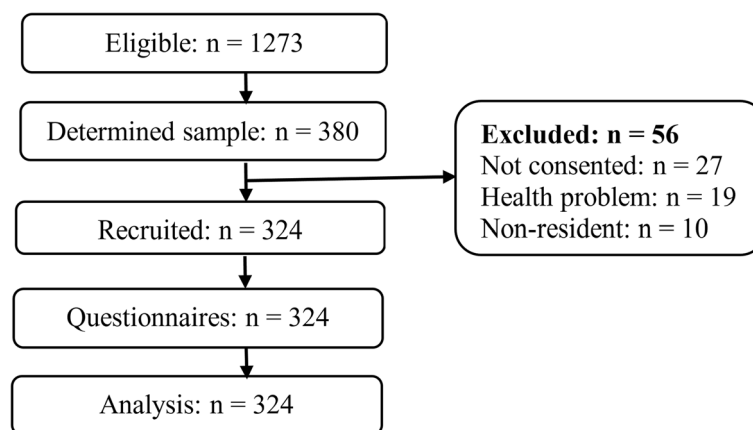 Eligible: n = 1273
Determined sample: n = 380
Excluded: n = 56
Not consented: n = 27
Health problem: n = 19
Non-resident: n = 10
Recruited: n = 324
Questionnaires: n = 324
Analysis: n = 324